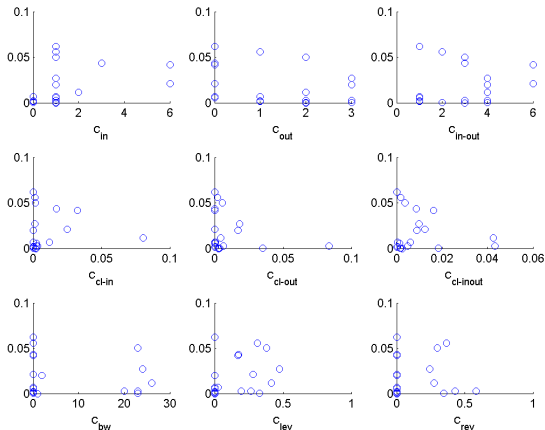 0.1 0.1 0.1
0.05 0.05 0.05
0 0 0
0 2 4 6 0 1 2 3 0 2 4 6
C_in C_out C_in-out
0.1 0.1 0.1
0.05 0.05 0.05
0 0 0
0 0.05 0.1 0 0.05 0.1 0 0.02 0.04 0.06
C_cl-in C_cl-out C_cl-inout
0.1 0.1 0.1
0.05 0.05 0.05
0 0 0
0 10 20 30 0 0.5 1 0 0.5 1
C_bw C_lev C_rev